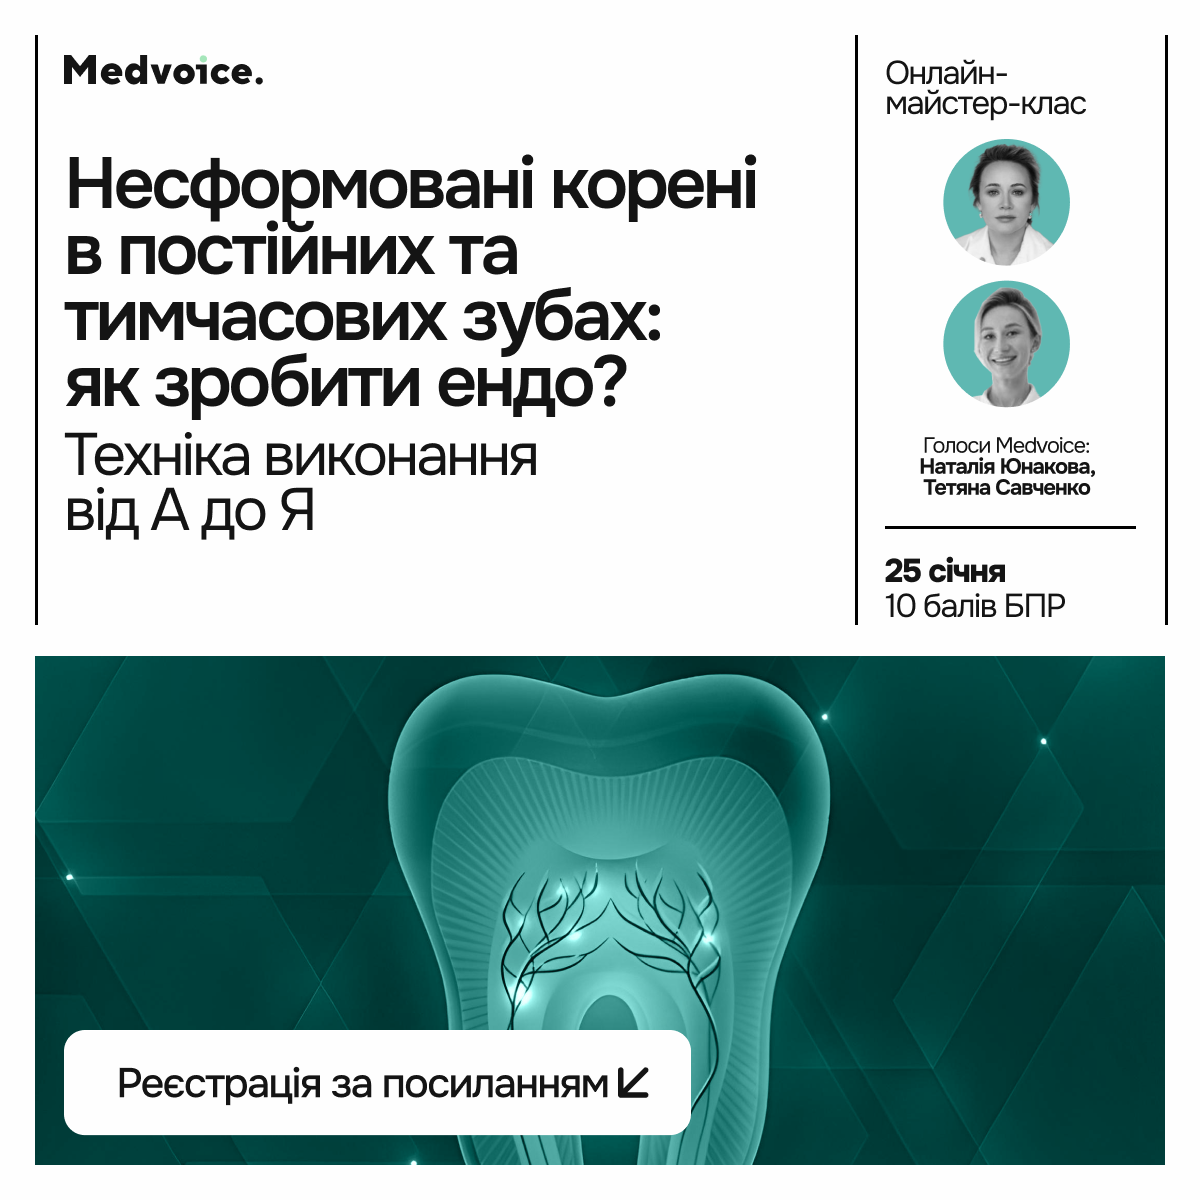 Medvoice.
Несформовані корені
в постійних та
тимчасових зубах:
як зробити ендо?
Техніка виконання
від А до Я
Онлайн-
майстер-клас
Голоси Medvoice:
Наталія Юнакова,
Тетяна Савченко
25 січня
10 балів БПР
Реєстрація за посиланням